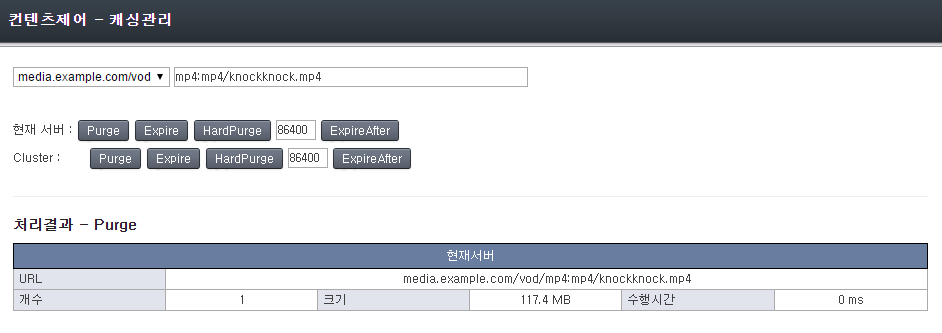 컨텐츠제어 - 캐싱관리
media.example.com/vod mp4:mp4/knockknock.mp4
현재 서버 : Purge Expire HardPurge 86400 ExpireAfter
Cluster : Purge Expire HardPurge 86400 ExpireAfter
처리결과 - Purge
현재서버
URL media.example.com/vod/mp4:mp4/knockknock.mp4
개수 1 크기 117.4 MB 수행시간 0 ms